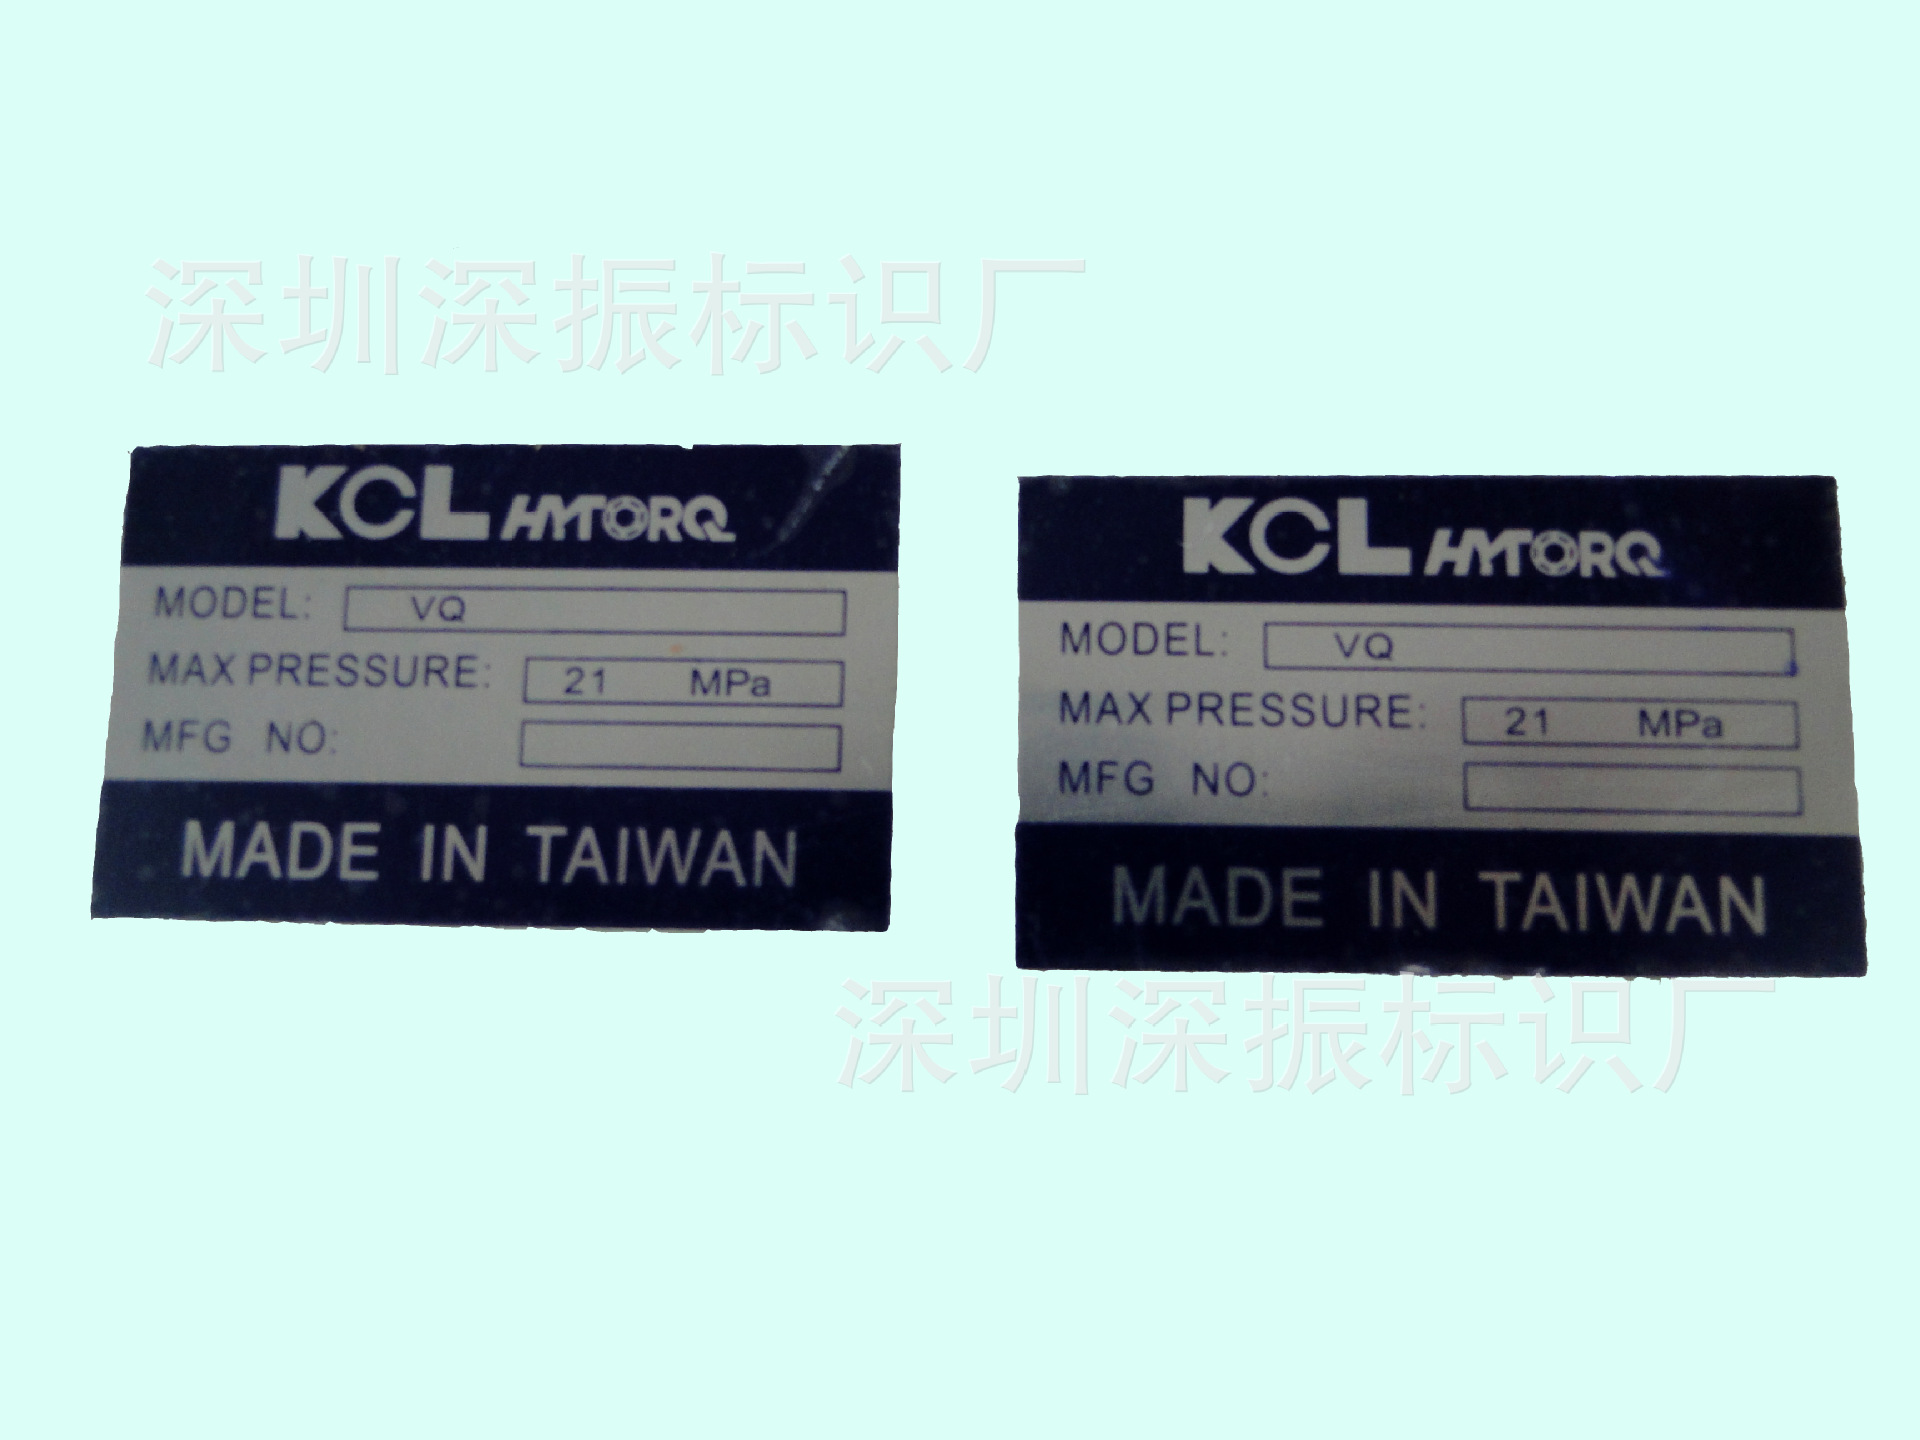 深圳深振标识厂
KCL HYTORQ
MODEL: VQ
MAX PRESSURE: 21 MPa
MFG NO:
MADE IN TAIWAN
KCL HYTORQ
MODEL: VQ
MAX PRESSURE: 21 MPa
MFG NO:
MADE IN TAIWAN
深圳深振标识厂